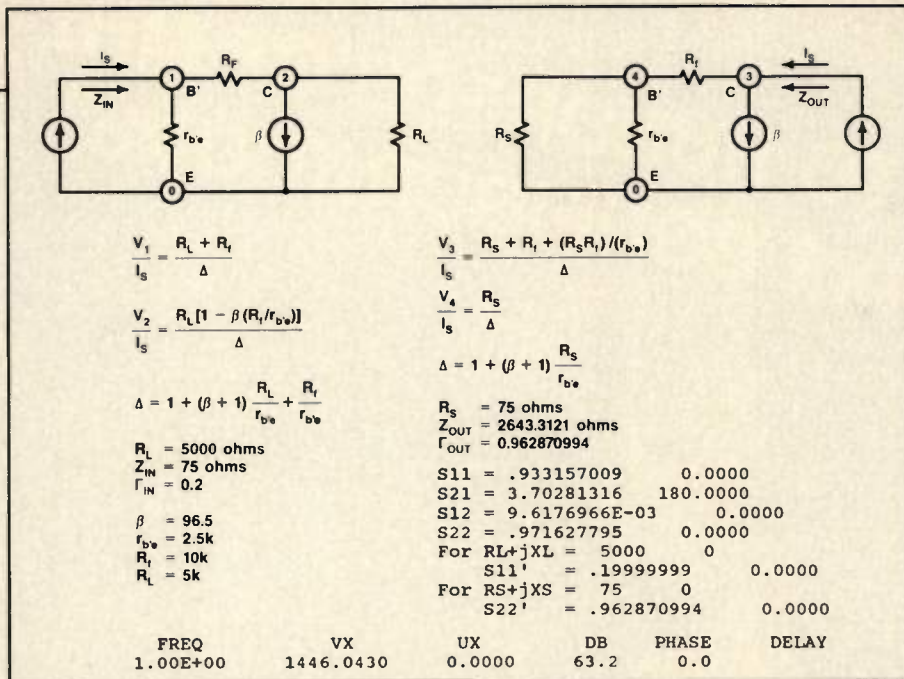 I_S
Z_IN
1
B'
R_F
2
C
r_b'e
β
R_L
0
E
I_S
Z_OUT
4
B'
R_f
3
C
R_S
r_b'e
β
0
E
V_1/I_S = (R_L + R_f)/Δ
V_2/I_S = R_L[1 − β(R_f/r_b'e)]/Δ
Δ = 1 + (β + 1) R_L/r_b'e + R_f/r_b'e
R_L = 5000 ohms
Z_IN = 75 ohms
Γ_IN = 0.2
β = 96.5
r_b'e = 2.5k
R_f = 10k
R_L = 5k
V_3/I_S = (R_S + R_f + (R_S R_f)/(r_b'e))/Δ
V_4/I_S = R_S/Δ
Δ = 1 + (β + 1) R_S/r_b'e
R_S = 75 ohms
Z_OUT = 2643.3121 ohms
Γ_OUT = 0.962870994
S11 = .933157009 0.0000
S21 = 3.70281316 180.0000
S12 = 9.6176966E-03 0.0000
S22 = .971627795 0.0000
For RL+jXL = 5000 0
S11' = .19999999 0.0000
For RS+jXS = 75 0
S22' = .962870994 0.0000
FREQ VX UX DB PHASE DELAY
1.00E+00 1446.0430 0.0000 63.2 0.0